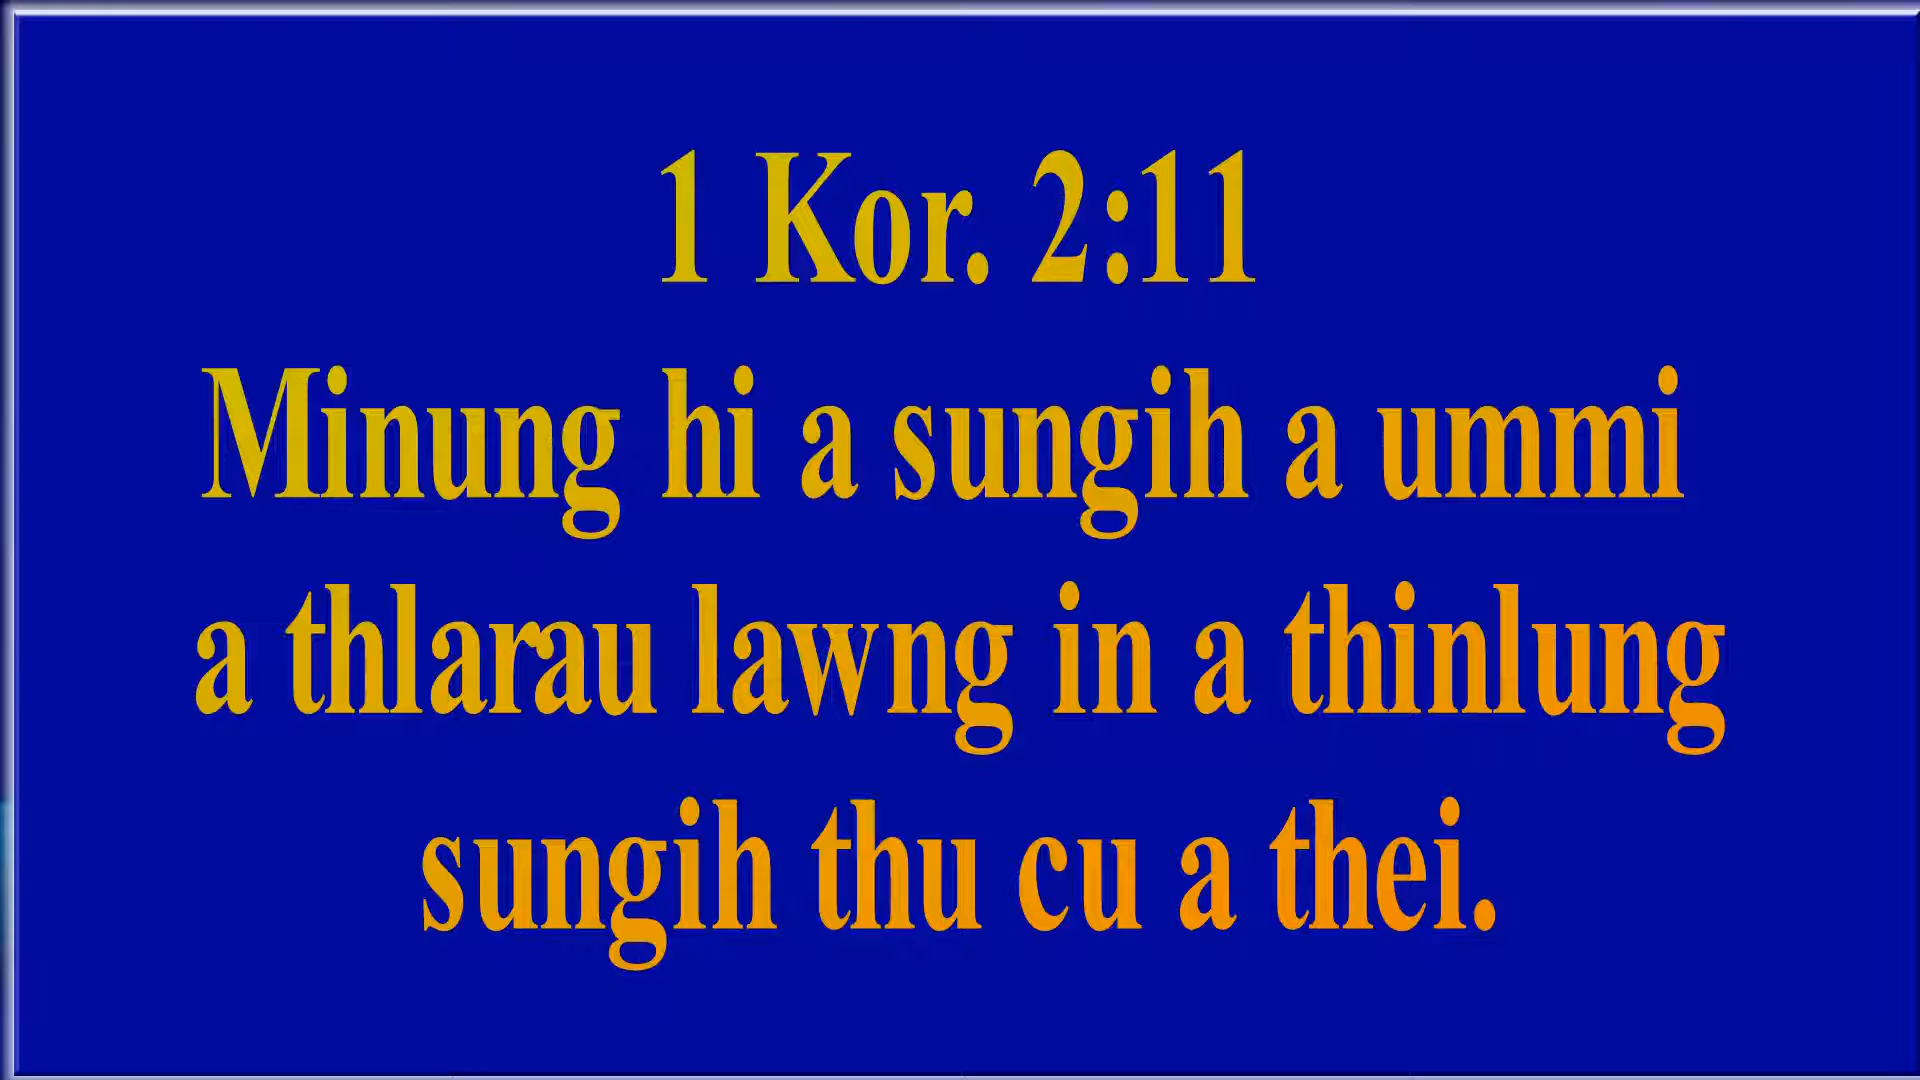 1 Kor. 2:11
Minung hi a sungih a ummi
a thlarau lawng in a thinlung
sungih thu cu a thei.